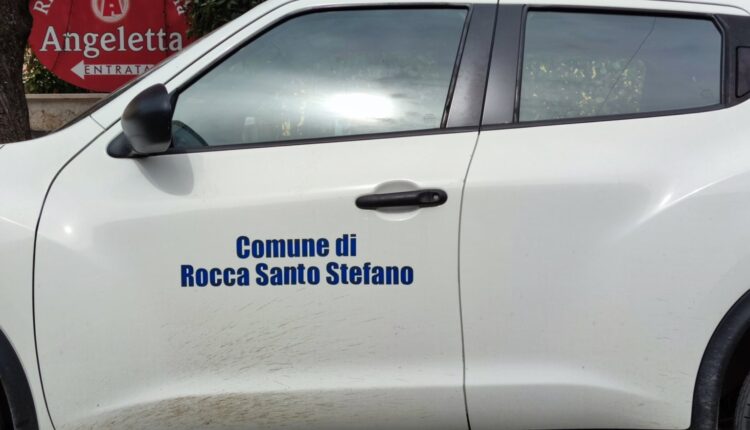 Angeletta
ENTRATA
Comune di
Rocca Santo Stefano